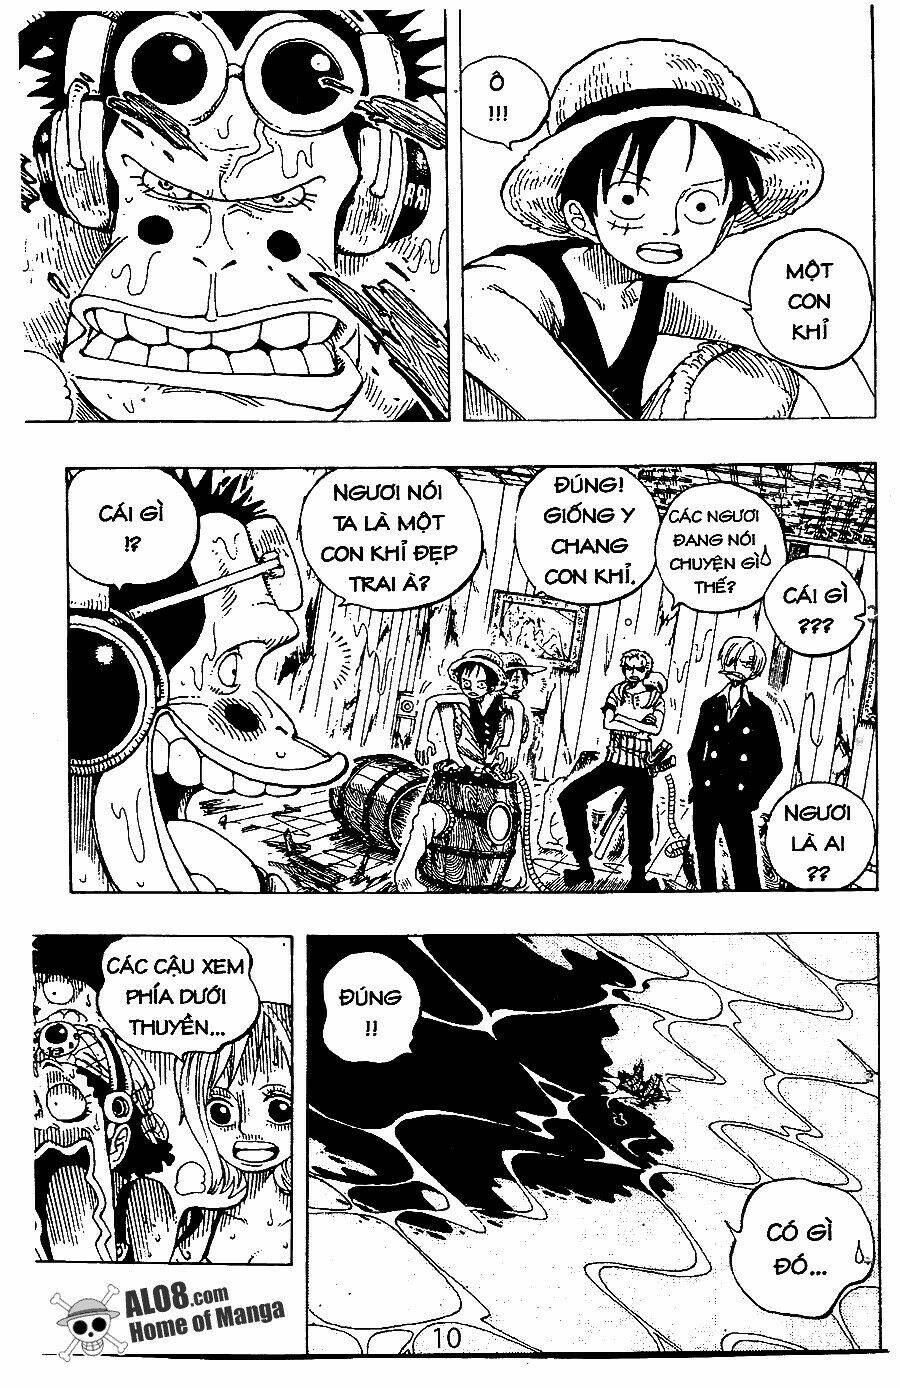 Ô
!!!
MỘT
CON
KHỈ
CÁI GÌ
!?
NGƯƠI NÓI
TA LÀ MỘT
CON KHỈ ĐẸP
TRAI À?
ĐÚNG!
GIỐNG Y
CHANG
CON KHỈ.
CÁC NGƯƠI
ĐANG NÓI
CHUYỆN GÌ
THẾ?
CÁI GÌ
???
NGƯƠI
LÀ AI
??
CÁC CẬU XEM
PHÍA DƯỚI
THUYỀN...
ĐÚNG
!!
CÓ GÌ
ĐÓ...
ALO8.com
Home of Manga
10